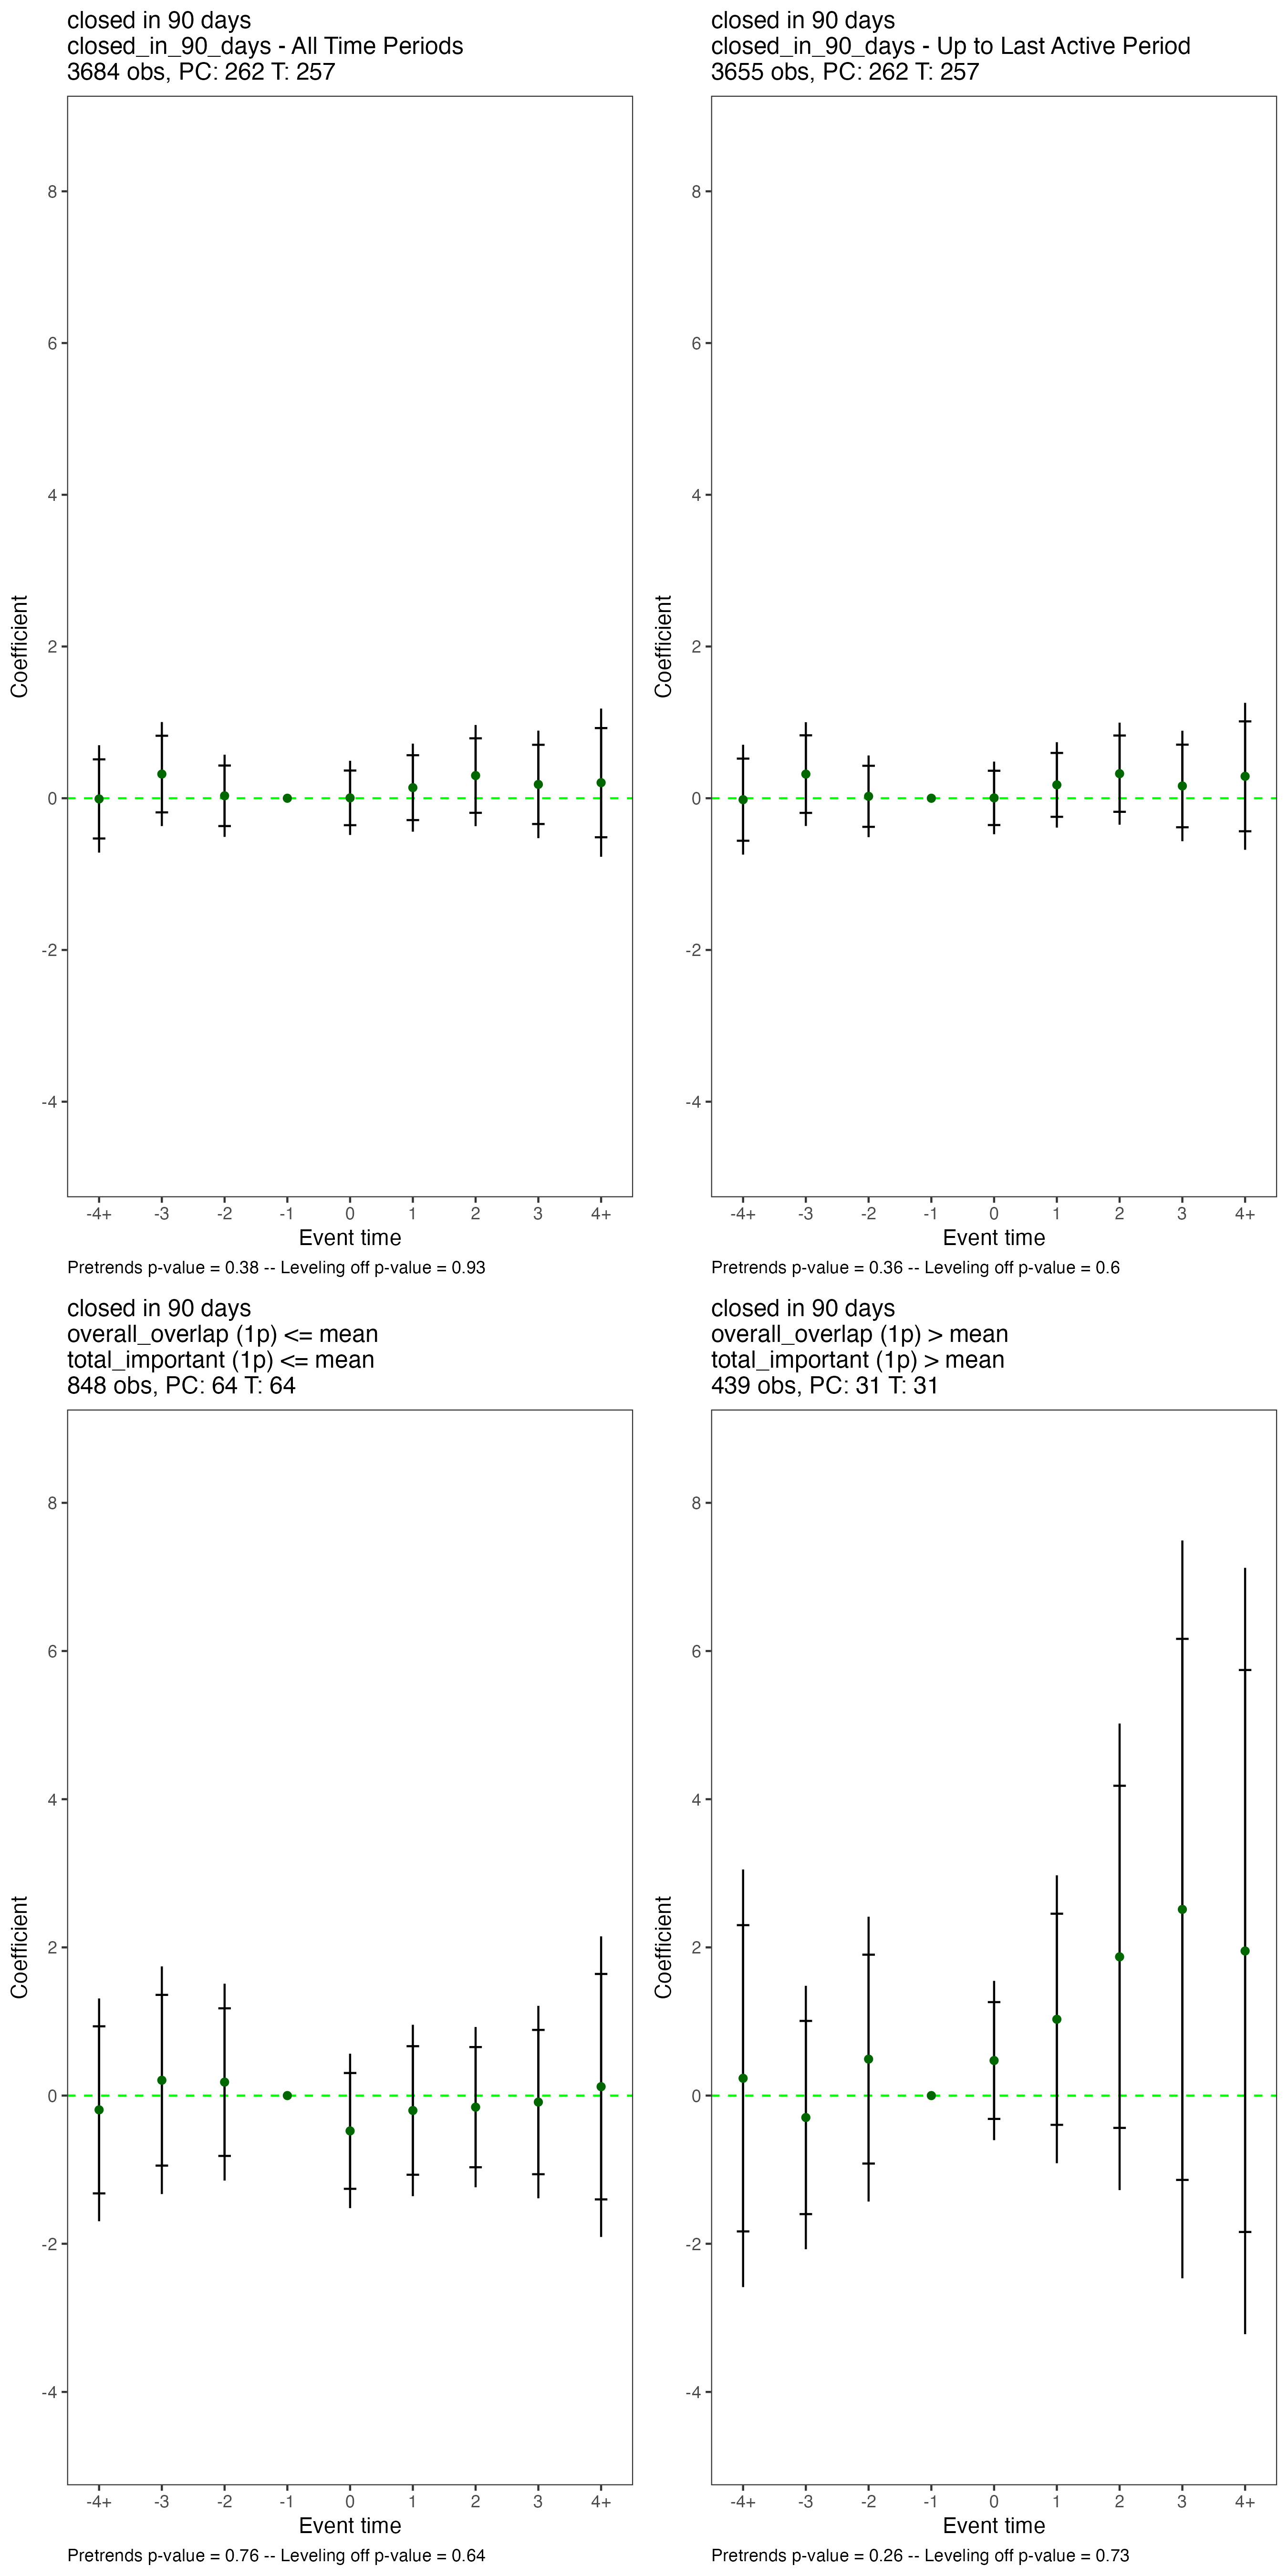 closed in 90 days
closed_in_90_days - All Time Periods
3684 obs, PC: 262 T: 257
8
6
4
2
0
-2
-4
Coefficient
-4+ -3 -2 -1 0 1 2 3 4+
Event time
Pretrends p-value = 0.38 -- Leveling off p-value = 0.93
closed in 90 days
closed_in_90_days - Up to Last Active Period
3655 obs, PC: 262 T: 257
8
6
4
2
0
-2
-4
Coefficient
-4+ -3 -2 -1 0 1 2 3 4+
Event time
Pretrends p-value = 0.36 -- Leveling off p-value = 0.6
closed in 90 days
overall_overlap (1p) <= mean
total_important (1p) <= mean
848 obs, PC: 64 T: 64
8
6
4
2
0
-2
-4
Coefficient
-4+ -3 -2 -1 0 1 2 3 4+
Event time
Pretrends p-value = 0.76 -- Leveling off p-value = 0.64
closed in 90 days
overall_overlap (1p) > mean
total_important (1p) > mean
439 obs, PC: 31 T: 31
8
6
4
2
0
-2
-4
Coefficient
-4+ -3 -2 -1 0 1 2 3 4+
Event time
Pretrends p-value = 0.26 -- Leveling off p-value = 0.73